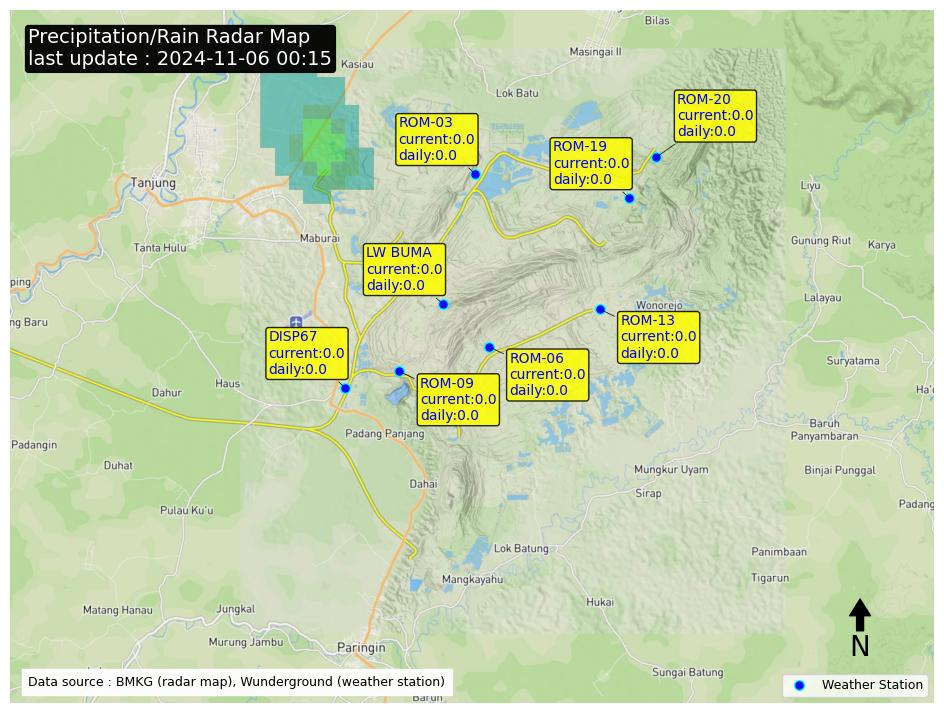 Precipitation/Rain Radar Map
last update : 2024-11-06 00:15
Bilas
Masingai II
Kasiau
Lok Batu
ROM-20
current:0.0
daily:0.0
ROM-03
current:0.0
daily:0.0
ROM-19
current:0.0
daily:0.0
Tanjung
Liyu
Maburai
Tanta Hulu
Gunung Riut
Karya
LW BUMA
current:0.0
daily:0.0
ping
Lalayau
Wonorejo
ng Baru
ROM-13
current:0.0
daily:0.0
DISP67
current:0.0
daily:0.0
ROM-06
current:0.0
daily:0.0
Suryatama
Haus
Dahur
ROM-09
current:0.0
daily:0.0
Ha'o
Baruh
Panyambaran
Padang Panjang
Padangin
Duhat
Mungkur Uyam
Binjai Punggal
Dahai
Sirap
Padang
Pulau Ku'u
Lok Batung
Panimbaan
Mangkayahu
Tigarun
Hukai
Matang Hanau
Jungkal
Murung Jambu
Paringin
N
Sungai Batung
Data source : BMKG (radar map), Wunderground (weather station)
Weather Station
Barun